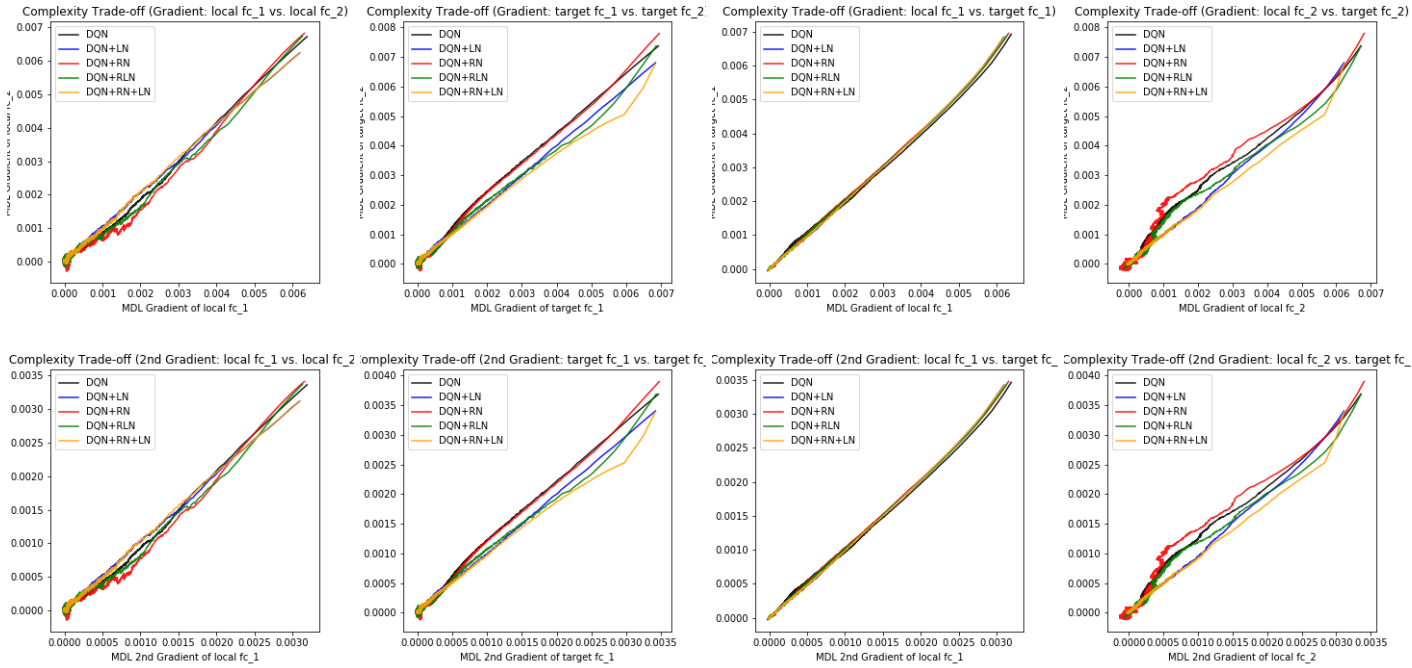 Complexity Trade-off (Gradient: local fc_1 vs. local fc_2)
DQN
DQN+LN
DQN+RN
DQN+RLN
DQN+RN+LN
0.007
0.006
0.005
0.004
0.003
0.002
0.001
0.000
0.000 0.001 0.002 0.003 0.004 0.005 0.006
MDL Gradient of local fc_1
Complexity Trade-off (Gradient: target fc_1 vs. target fc_2)
DQN
DQN+LN
DQN+RN
DQN+RLN
DQN+RN+LN
0.008
0.007
0.006
0.005
0.004
0.003
0.002
0.001
0.000
0.000 0.001 0.002 0.003 0.004 0.005 0.006 0.007
MDL Gradient of target fc_1
Complexity Trade-off (Gradient: local fc_1 vs. target fc_1)
DQN
DQN+LN
DQN+RN
DQN+RLN
DQN+RN+LN
0.007
0.006
0.005
0.004
0.003
0.002
0.001
0.000
0.000 0.001 0.002 0.003 0.004 0.005 0.006
MDL Gradient of local fc_1
Complexity Trade-off (Gradient: local fc_2 vs. target fc_2)
DQN
DQN+LN
DQN+RN
DQN+RLN
DQN+RN+LN
0.008
0.007
0.006
0.005
0.004
0.003
0.002
0.001
0.000
0.000 0.001 0.002 0.003 0.004 0.005 0.006 0.007
MDL Gradient of local fc_2
Complexity Trade-off (2nd Gradient: local fc_1 vs. local fc_2
DQN
DQN+LN
DQN+RN
DQN+RLN
DQN+RN+LN
0.0035
0.0030
0.0025
0.0020
0.0015
0.0010
0.0005
0.0000
0.0000 0.0005 0.0010 0.0015 0.0020 0.0025 0.0030
MDL 2nd Gradient of local fc_1
Complexity Trade-off (2nd Gradient: target fc_1 vs. target fc_
DQN
DQN+LN
DQN+RN
DQN+RLN
DQN+RN+LN
0.0040
0.0035
0.0030
0.0025
0.0020
0.0015
0.0010
0.0005
0.0000
0.0000 0.0005 0.0010 0.0015 0.0020 0.0025 0.0030 0.0035
MDL 2nd Gradient of target fc_1
Complexity Trade-off (2nd Gradient: local fc_1 vs. target fc_
DQN
DQN+LN
DQN+RN
DQN+RLN
DQN+RN+LN
0.0035
0.0030
0.0025
0.0020
0.0015
0.0010
0.0005
0.0000
0.0000 0.0005 0.0010 0.0015 0.0020 0.0025 0.0030
MDL 2nd Gradient of local fc_1
Complexity Trade-off (2nd Gradient: local fc_2 vs. target fc_
DQN
DQN+LN
DQN+RN
DQN+RLN
DQN+RN+LN
0.0040
0.0035
0.0030
0.0025
0.0020
0.0015
0.0010
0.0005
0.0000
0.0000 0.0005 0.0010 0.0015 0.0020 0.0025 0.0030 0.0035
MDL 2nd Gradient of local fc_2